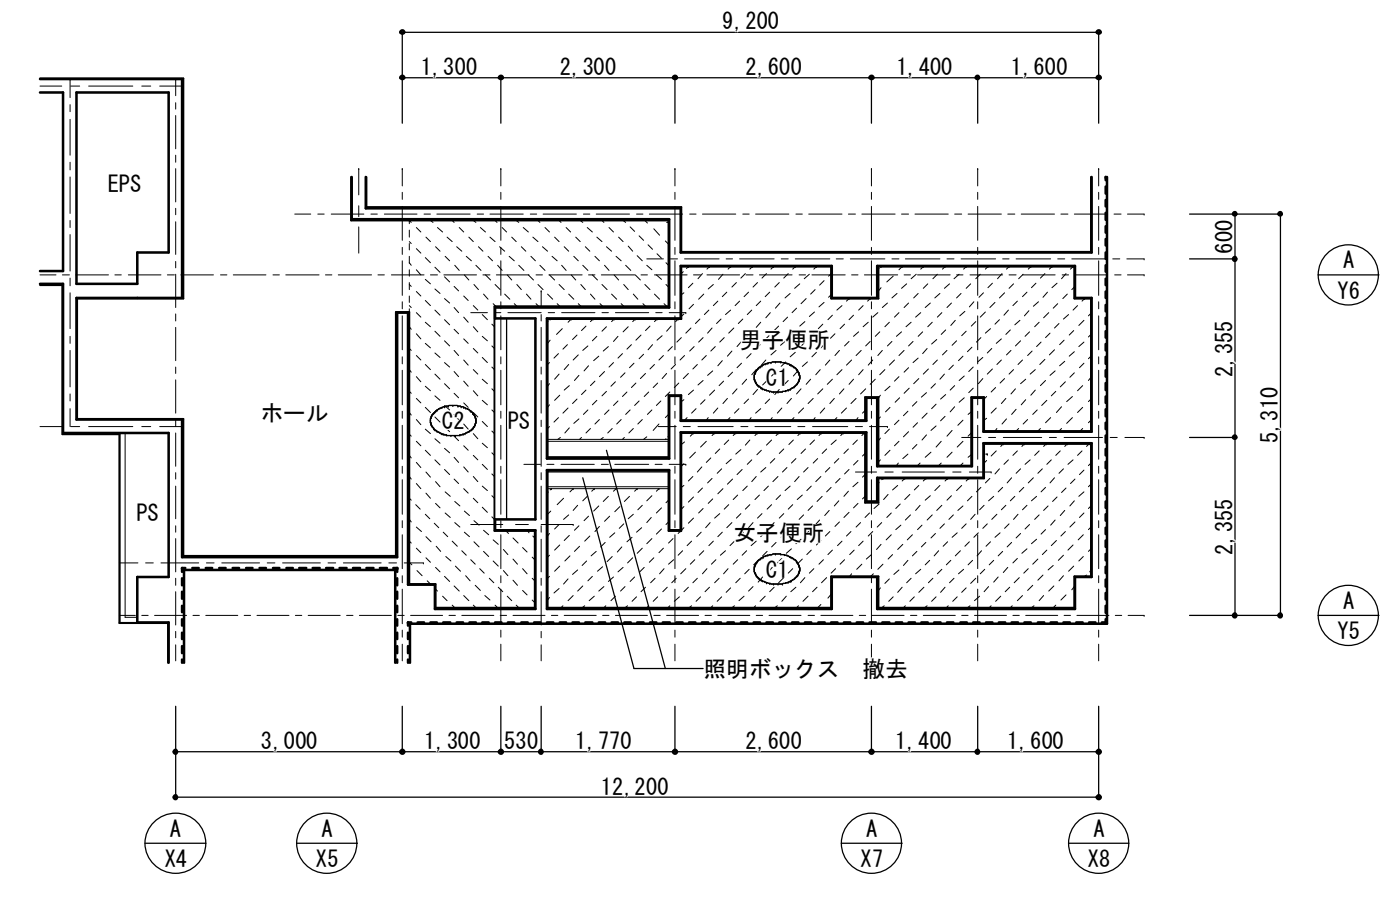 9,200
1,300 2,300 2,600 1,400 1,600
EPS
600
A
Y6
男子便所
C1
2,355
ホール
C2
PS
5,310
PS
女子便所
C1
2,355
A
Y5
照明ボックス 撤去
3,000 1,300 530 1,770 2,600 1,400 1,600
12,200
A A A A
X4 X5 X7 X8